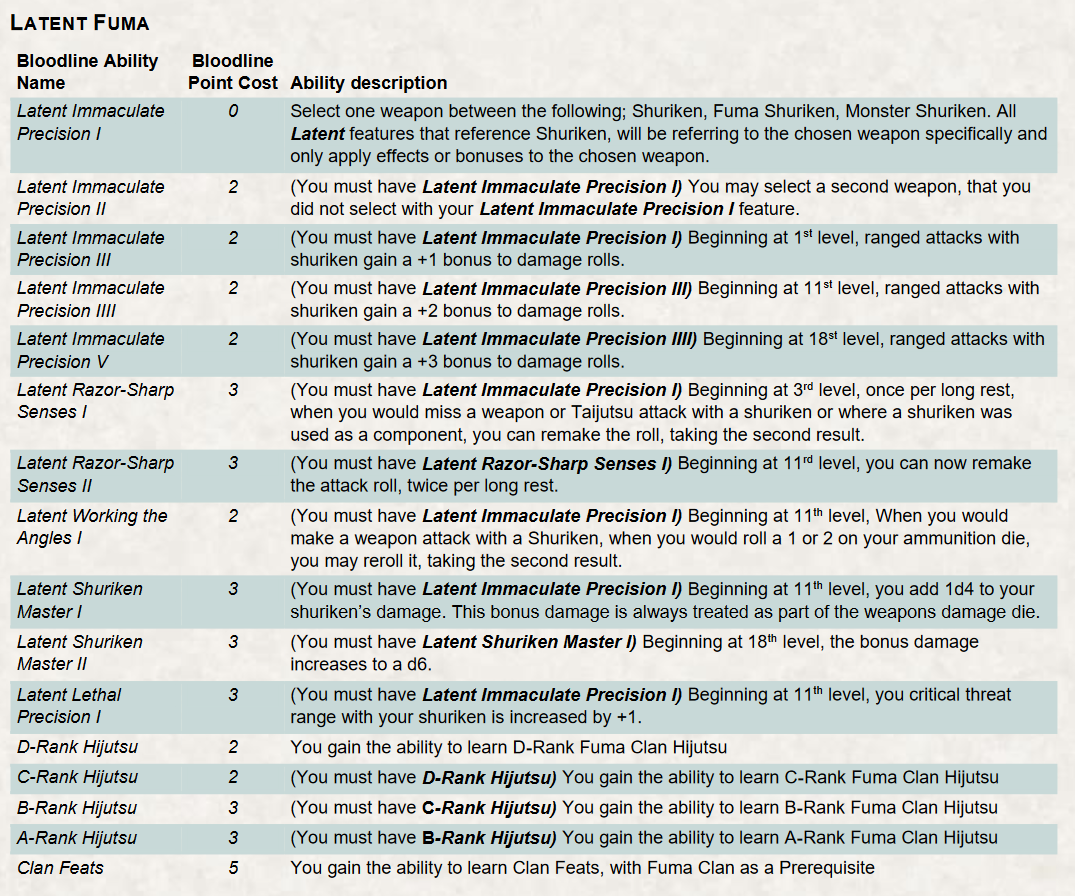 LATENT FUMA
Bloodline Ability Name Bloodline Point Cost Ability description
Latent Immaculate Precision I 0 Select one weapon between the following; Shuriken, Fuma Shuriken, Monster Shuriken. All
Latent features that reference Shuriken, will be referring to the chosen weapon specifically and
only apply effects or bonuses to the chosen weapon.
Latent Immaculate Precision II 2 (You must have Latent Immaculate Precision I) You may select a second weapon, that you
did not select with your Latent Immaculate Precision I feature.
Latent Immaculate Precision III 2 (You must have Latent Immaculate Precision I) Beginning at 1st level, ranged attacks with
shuriken gain a +1 bonus to damage rolls.
Latent Immaculate Precision IIII 2 (You must have Latent Immaculate Precision III) Beginning at 11st level, ranged attacks with
shuriken gain a +2 bonus to damage rolls.
Latent Immaculate Precision V 2 (You must have Latent Immaculate Precision IIII) Beginning at 18st level, ranged attacks with
shuriken gain a +3 bonus to damage rolls.
Latent Razor-Sharp Senses I 3 (You must have Latent Immaculate Precision I) Beginning at 3rd level, once per long rest,
when you would miss a weapon or Taijutsu attack with a shuriken or where a shuriken was
used as a component, you can remake the roll, taking the second result.
Latent Razor-Sharp Senses II 3 (You must have Latent Razor-Sharp Senses I) Beginning at 11rd level, you can now remake
the attack roll, twice per long rest.
Latent Working the Angles I 2 (You must have Latent Immaculate Precision I) Beginning at 11th level, When you would
make a weapon attack with a Shuriken, when you would roll a 1 or 2 on your ammunition die,
you may reroll it, taking the second result.
Latent Shuriken Master I 3 (You must have Latent Immaculate Precision I) Beginning at 11th level, you add 1d4 to your
shuriken's damage. This bonus damage is always treated as part of the weapons damage die.
Latent Shuriken Master II 3 (You must have Latent Shuriken Master I) Beginning at 18th level, the bonus damage
increases to a d6.
Latent Lethal Precision I 3 (You must have Latent Immaculate Precision I) Beginning at 11th level, you critical threat
range with your shuriken is increased by +1.
D-Rank Hijutsu 2 You gain the ability to learn D-Rank Fuma Clan Hijutsu
C-Rank Hijutsu 2 (You must have D-Rank Hijutsu) You gain the ability to learn C-Rank Fuma Clan Hijutsu
B-Rank Hijutsu 3 (You must have C-Rank Hijutsu) You gain the ability to learn B-Rank Fuma Clan Hijutsu
A-Rank Hijutsu 3 (You must have B-Rank Hijutsu) You gain the ability to learn A-Rank Fuma Clan Hijutsu
Clan Feats 5 You gain the ability to learn Clan Feats, with Fuma Clan as a Prerequisite